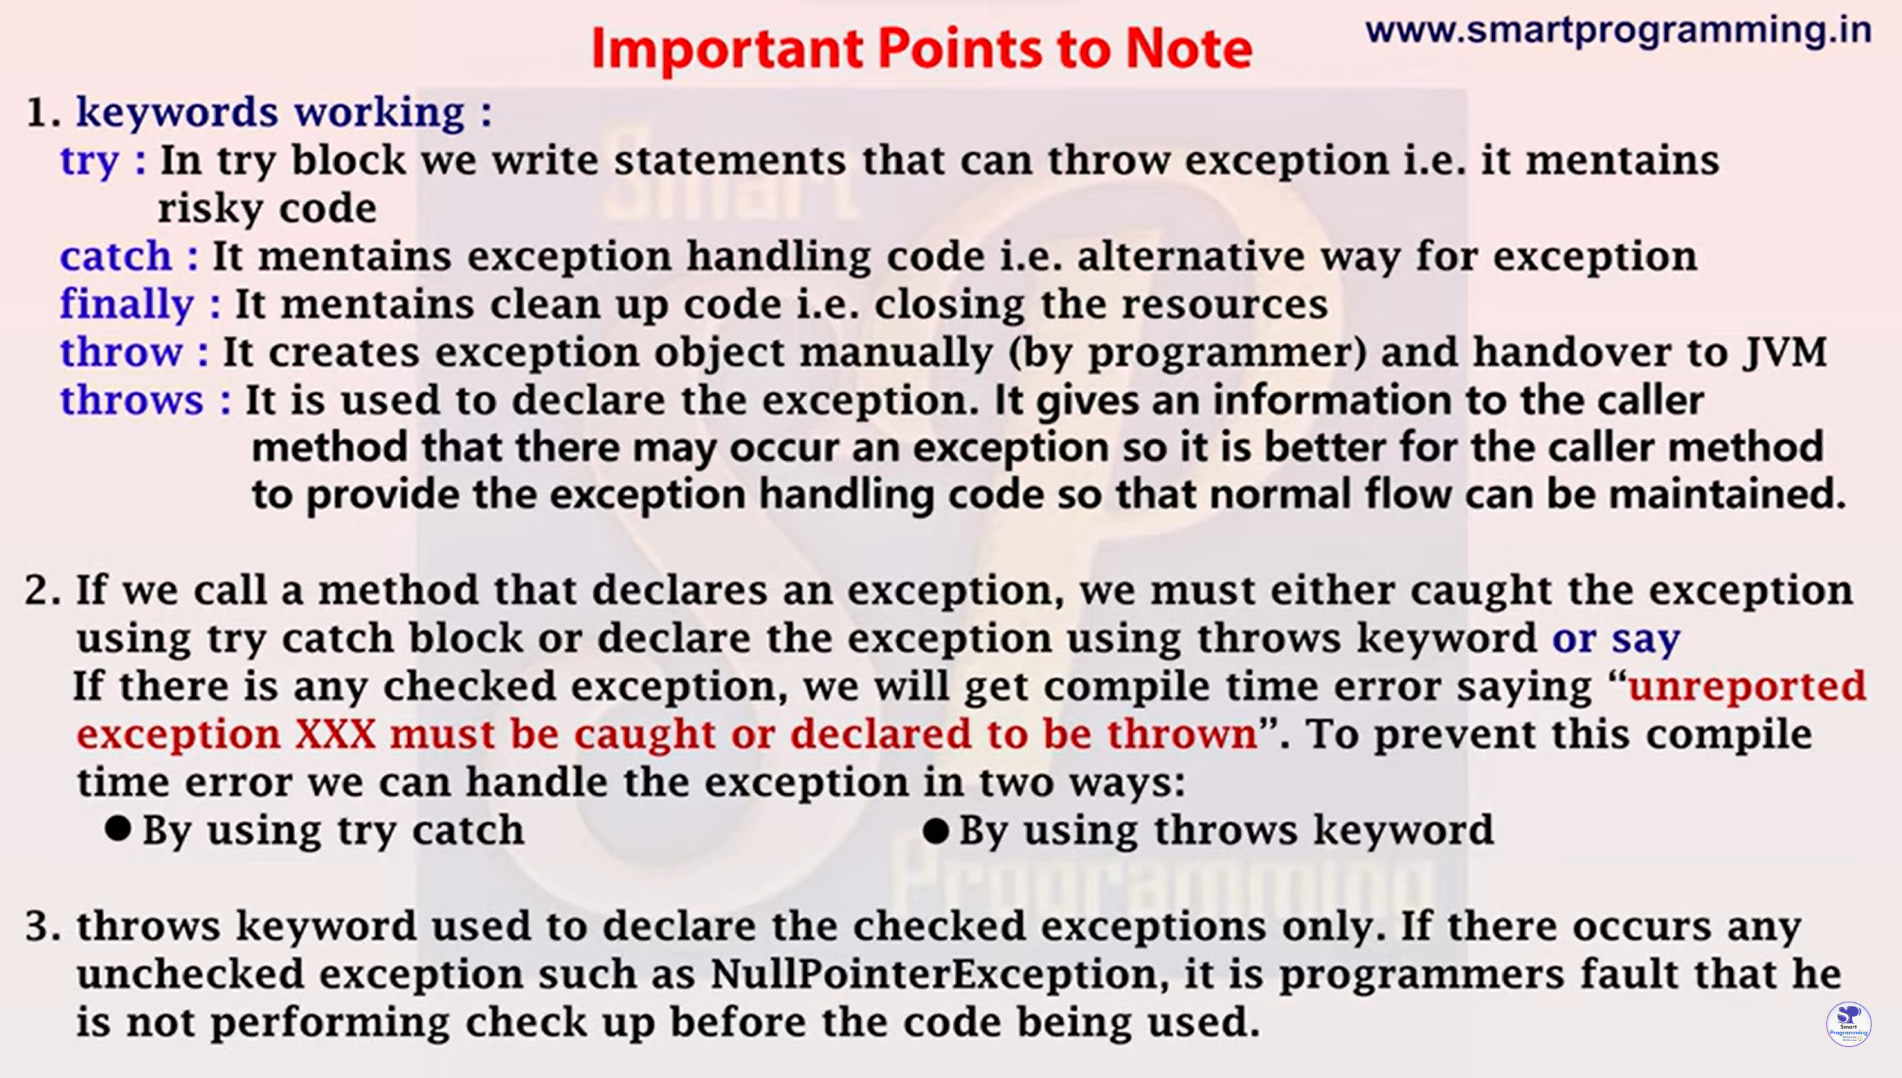 Important Points to Note
www.smartprogramming.in
1. keywords working :
try : In try block we write statements that can throw exception i.e. it mentains
risky code
catch : It mentains exception handling code i.e. alternative way for exception
finally : It mentains clean up code i.e. closing the resources
throw : It creates exception object manually (by programmer) and handover to JVM
throws : It is used to declare the exception. It gives an information to the caller
method that there may occur an exception so it is better for the caller method
to provide the exception handling code so that normal flow can be maintained.
2. If we call a method that declares an exception, we must either caught the exception
using try catch block or declare the exception using throws keyword or say
If there is any checked exception, we will get compile time error saying “unreported
exception XXX must be caught or declared to be thrown”. To prevent this compile
time error we can handle the exception in two ways:
● By using try catch ● By using throws keyword
3. throws keyword used to declare the checked exceptions only. If there occurs any
unchecked exception such as NullPointerException, it is programmers fault that he
is not performing check up before the code being used.
Smart
SP
Programming
SP
Smart
Programming